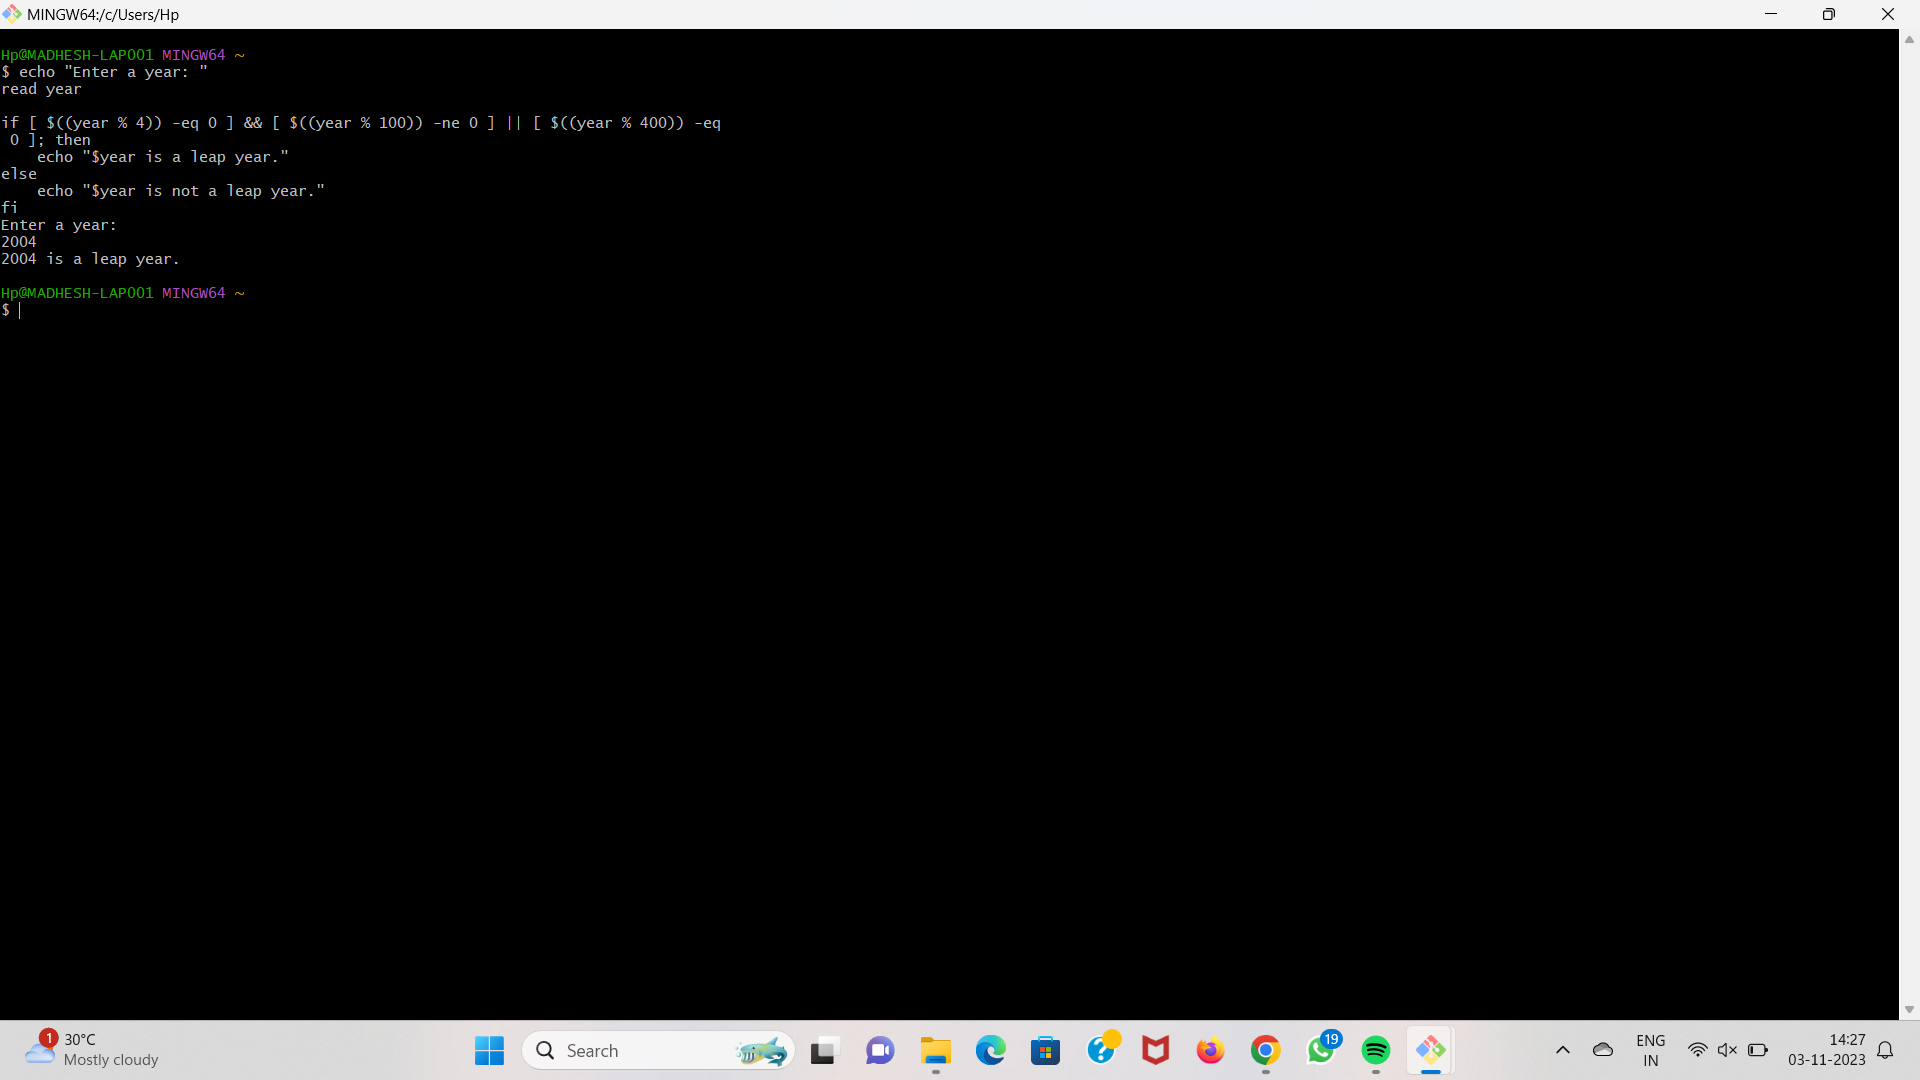 MINGW64:/c/Users/Hp
Hp@MADHESH-LAP001 MINGW64 ~
$ echo "Enter a year: "
read year
if [ $((year % 4)) -eq 0 ] && [ $((year % 100)) -ne 0 ] || [ $((year % 400)) -eq
 0 ]; then
    echo "$year is a leap year."
else
    echo "$year is not a leap year."
fi
Enter a year:
2004
2004 is a leap year.
Hp@MADHESH-LAP001 MINGW64 ~
$
1
30°C
Mostly cloudy
Search
19
ENG
IN
14:27
03-11-2023